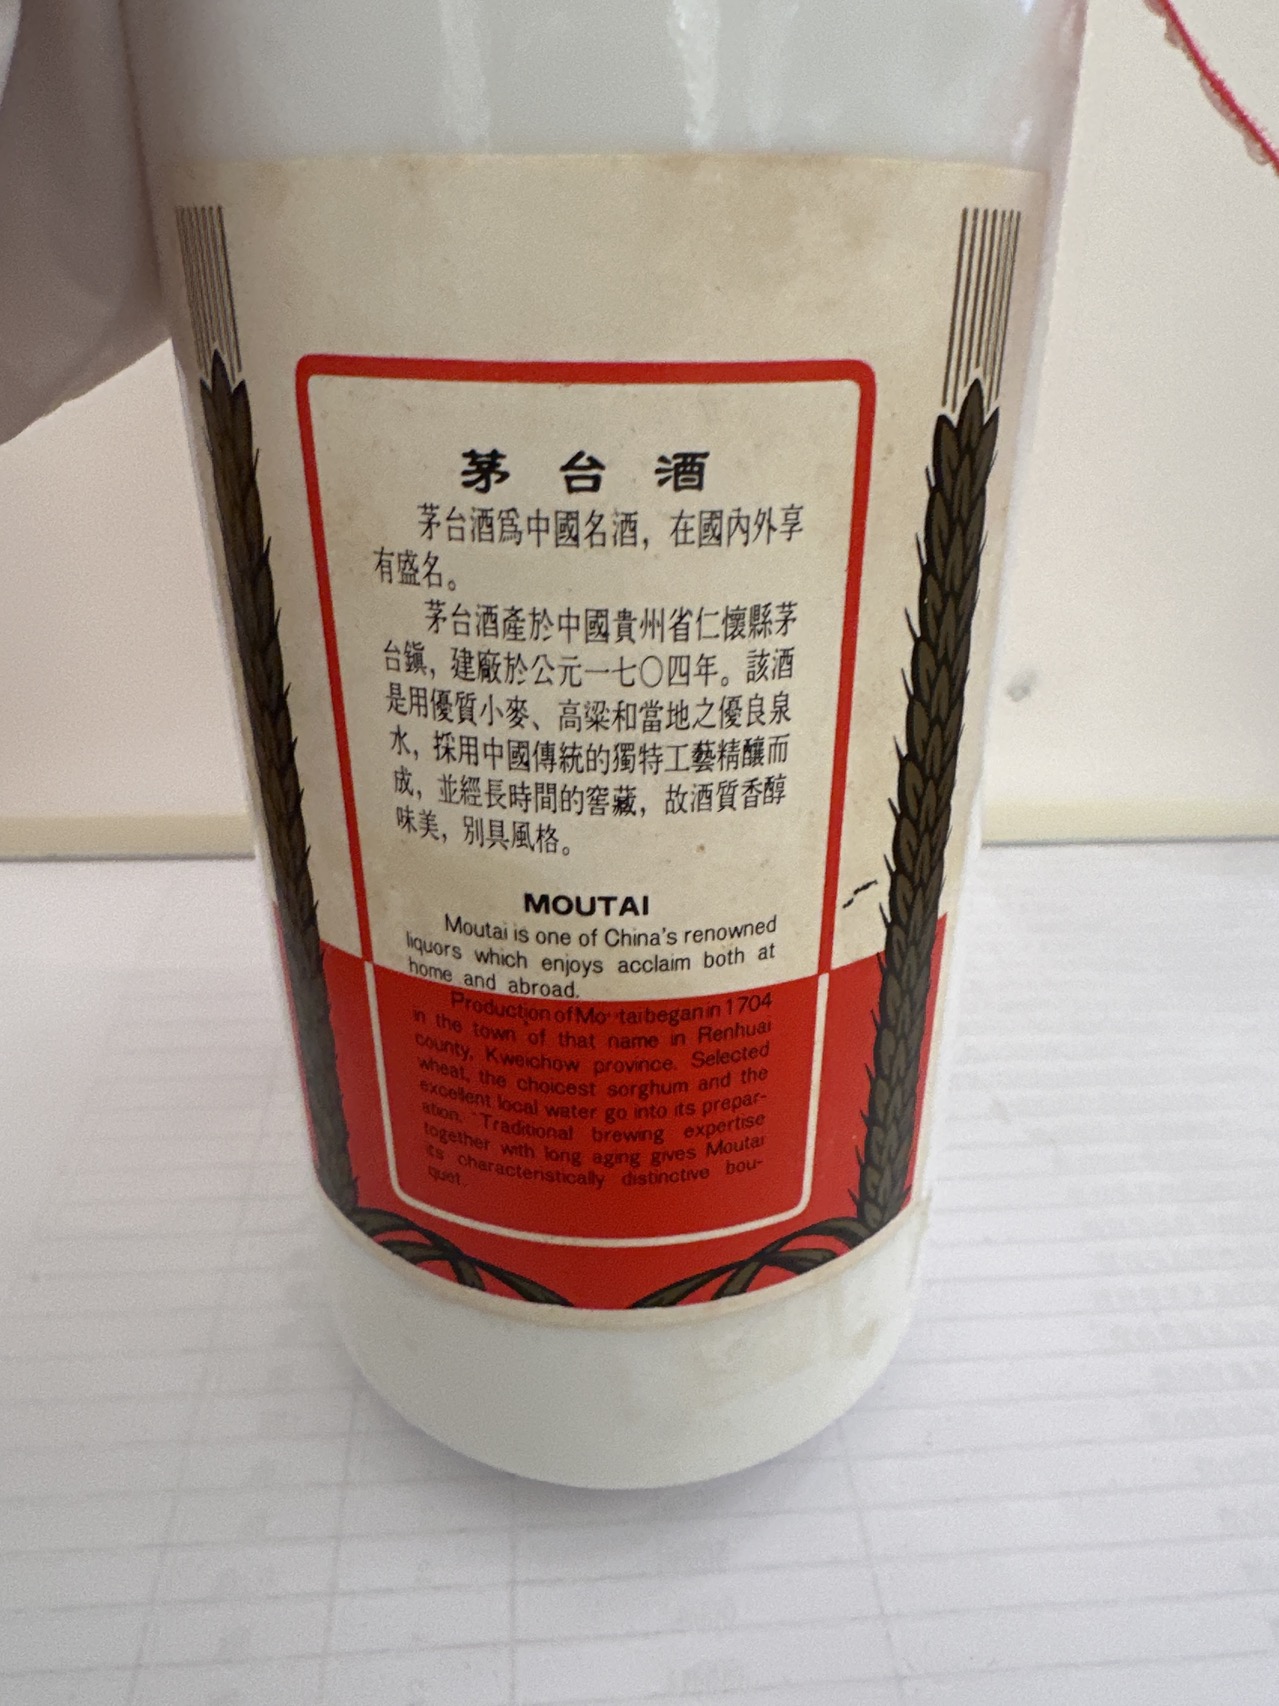 茅台酒
茅台酒爲中國名酒，在國內外享
有盛名。
茅台酒產於中國貴州省仁懷縣茅
台鎭，建廠於公元一七〇四年。該酒
是用優質小麥、高粱和當地之優良泉
水，採用中國傳統的獨特工藝精釀而
成，並經長時間的窖藏，故酒質香醇
味美，別具風格。
MOUTAI
Moutai is one of China's renowned
liquors which enjoys acclaim both at
home and abroad.
Production of Mo tai began in 1704
in the town of that name in Renhuai
county, Kweichow province. Selected
wheat, the choicest sorghum and the
excellent local water go into its prepar-
ation. Traditional brewing expertise
together with long aging gives Moutai
its characteristically distinctive bou-
quet.